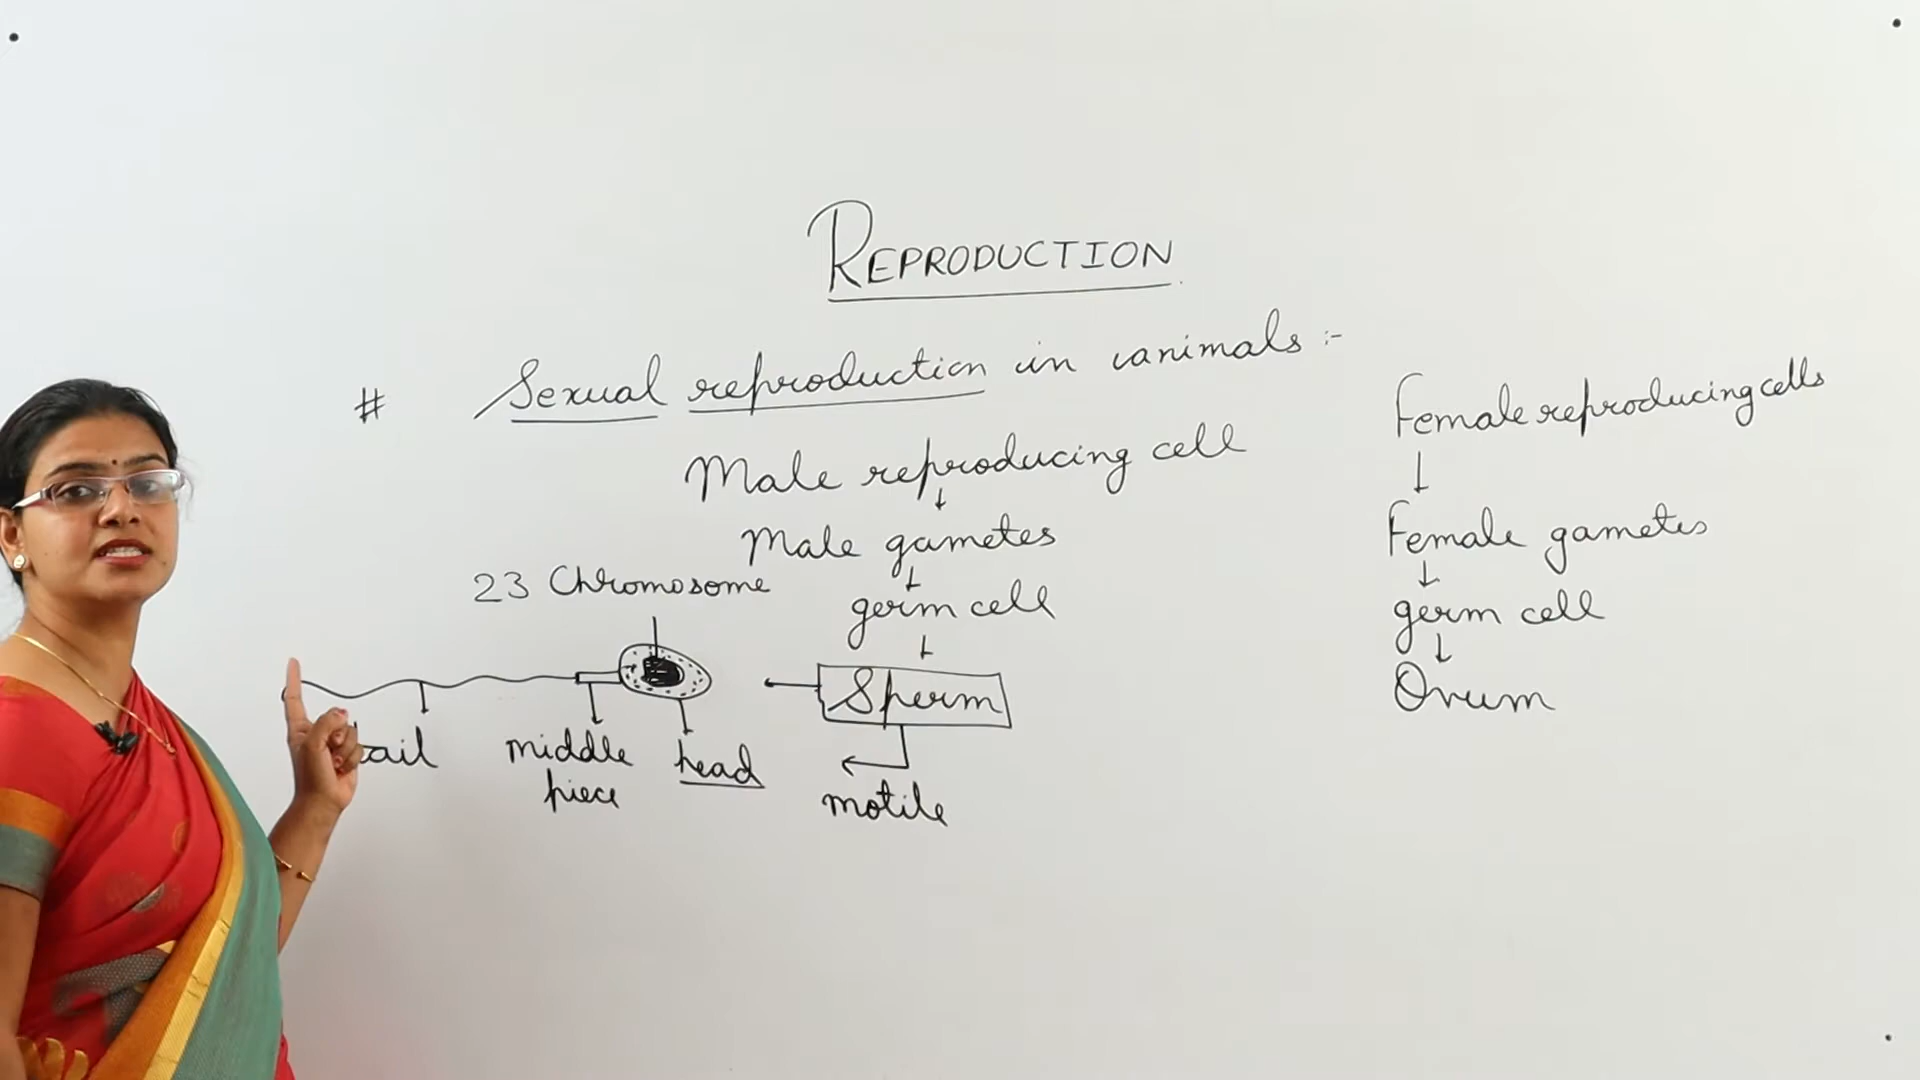 REPRODUCTION
# Sexual reproduction in animals :-
Male reproducing cell
Male gametes
germ cell
Sperm
motile
23 Chromosome
tail
middle
piece
head
Female reproducing cells
Female gametes
germ cell
Ovum